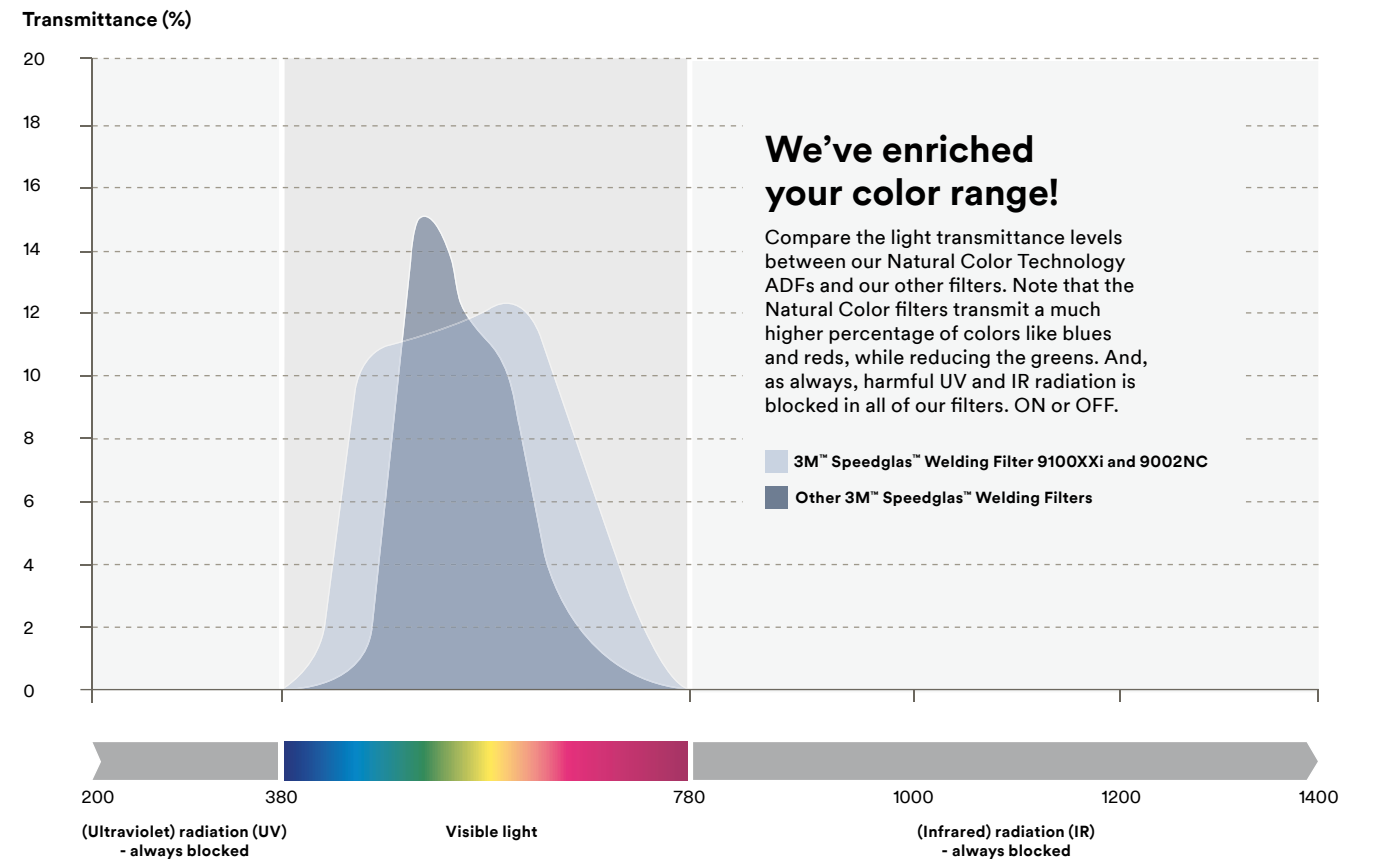 Transmittance (%)
20
18
16
14
12
10
8
6
4
2
0
We’ve enriched
your color range!
Compare the light transmittance levels
between our Natural Color Technology
ADFs and our other filters. Note that the
Natural Color filters transmit a much
higher percentage of colors like blues
and reds, while reducing the greens. And,
as always, harmful UV and IR radiation is
blocked in all of our filters. ON or OFF.
3M™ Speedglas™ Welding Filter 9100XXi and 9002NC
Other 3M™ Speedglas™ Welding Filters
200 380 780 1000 1200 1400
(Ultraviolet) radiation (UV)
- always blocked
Visible light
(Infrared) radiation (IR)
- always blocked